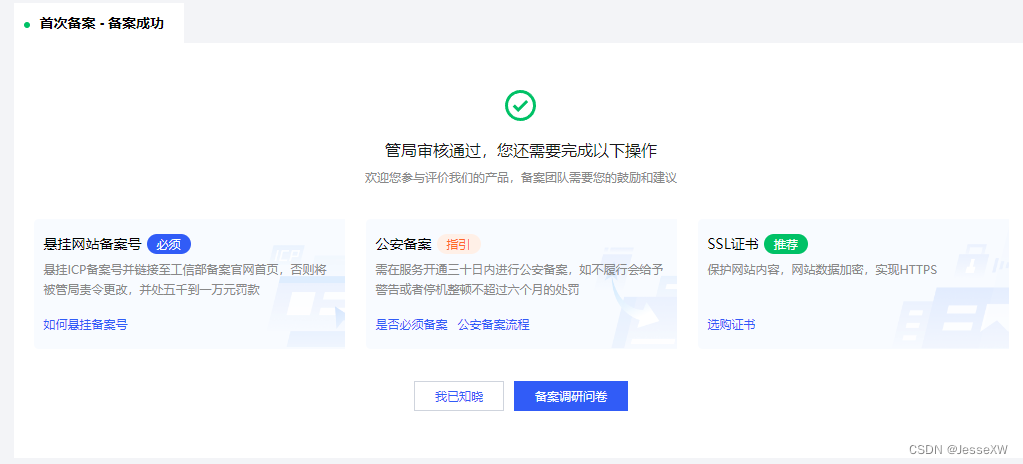 首次备案 - 备案成功
管局审核通过，您还需要完成以下操作
欢迎您参与评价我们的产品，备案团队需要您的鼓励和建议
悬挂网站备案号 必须
悬挂ICP备案号并链接至工信部备案官网首页，否则将
被管局责令更改，并处五千到一万元罚款
如何悬挂备案号
公安备案 指引
需在服务开通三十日内进行公安备案，如不履行会给予
警告或者停机整顿不超过六个月的处罚
是否必须备案 公安备案流程
SSL证书 推荐
保护网站内容，网站数据加密，实现HTTPS
选购证书
ICP
我已知晓
备案调研问卷
CSDN @JesseXW